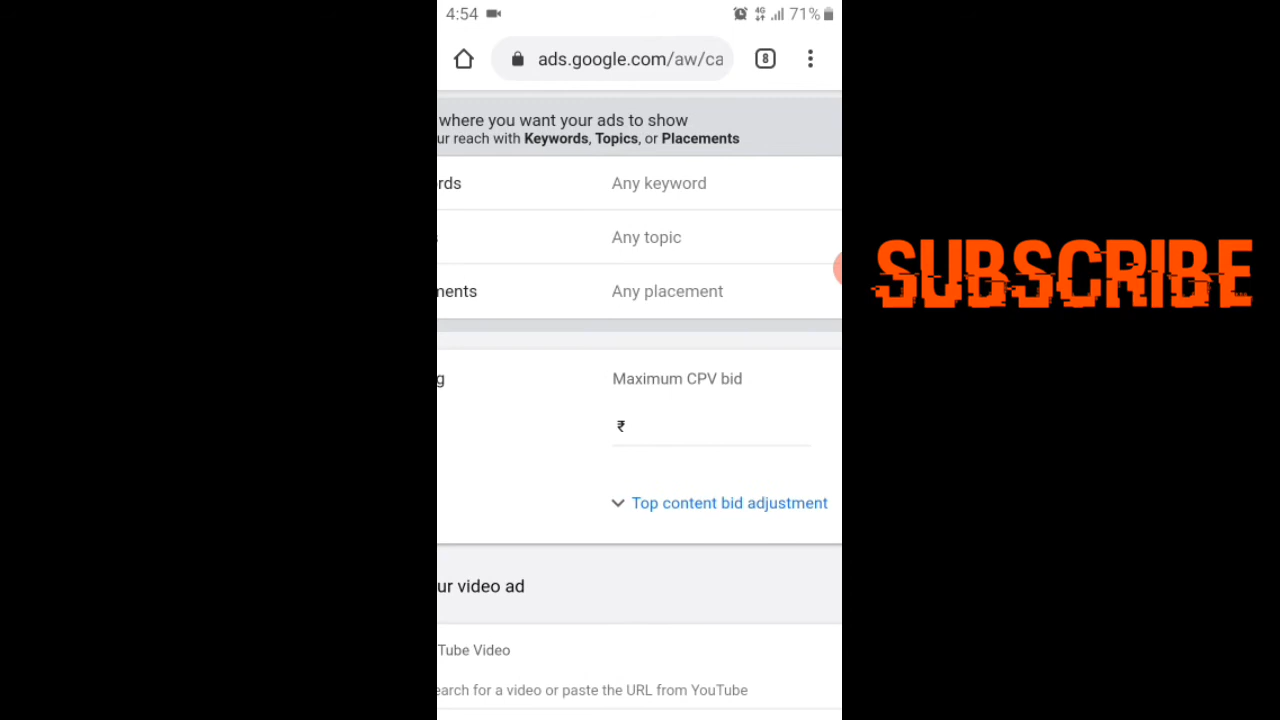 4:54 4G 71%
ads.google.com/aw/ca 8
where you want your ads to show
ur reach with Keywords, Topics, or Placements
rds Any keyword
s Any topic
ments Any placement
g Maximum CPV bid
₹
Top content bid adjustment
ur video ad
Tube Video
earch for a video or paste the URL from YouTube
SUBSCRIBE